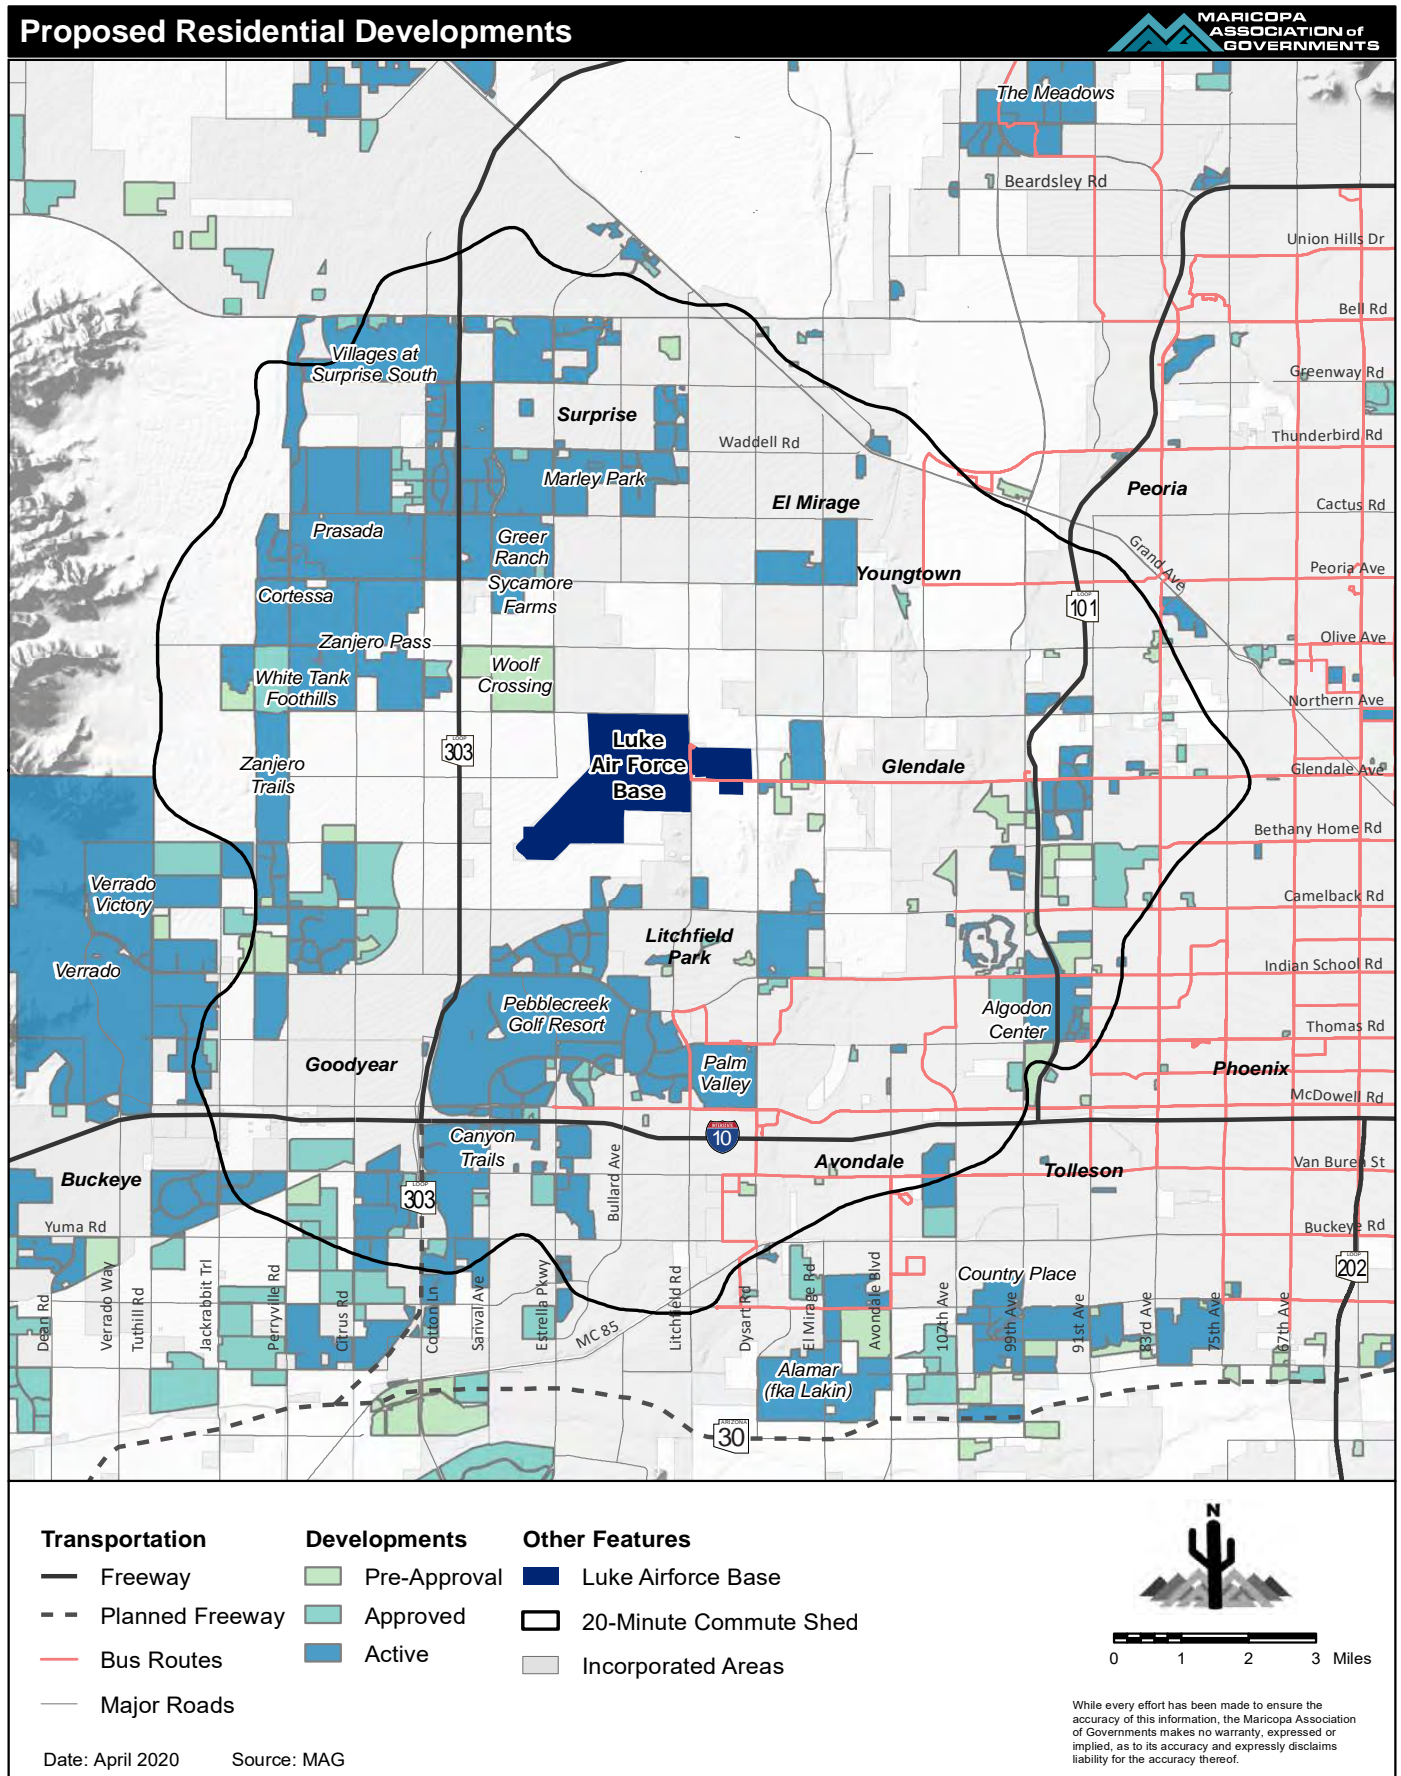 Proposed Residential Developments
MARICOPA
ASSOCIATION of
GOVERNMENTS
The Meadows
Beardsley Rd
Union Hills Dr
Bell Rd
Villages at
Surprise South
Greenway Rd
Surprise
Waddell Rd
Thunderbird Rd
Marley Park
Peoria
El Mirage
Cactus Rd
Prasada
Greer
Ranch
Grand Ave
Sycamore
Farms
Youngtown
Peoria Ave
Cortessa
LOOP
101
Zanjero Pass
Olive Ave
White Tank
Foothills
Woolf
Crossing
Northern Ave
LOOP
303
Luke
Air Force
Base
Zanjero
Trails
Glendale
Glendale Ave
Bethany Home Rd
Verrado
Victory
Camelback Rd
Litchfield
Park
Verrado
Indian School Rd
Pebblecreek
Golf Resort
Algodon
Center
Thomas Rd
Goodyear
Palm
Valley
Phoenix
McDowell Rd
INTERSTATE
10
Canyon
Trails
Buckeye
Avondale
Tolleson
Van Buren St
LOOP
303
Bullard Ave
Yuma Rd
Buckeye Rd
LOOP
202
Country Place
Dean Rd
Verrado Way
Tuthill Rd
Jackrabbit Trl
Perryville Rd
Citrus Rd
Cotton Ln
Sarival Ave
Estrella Pkwy
MC 85
Litchfield Rd
Dysart Rd
El Mirage Rd
Avondale Blvd
107th Ave
99th Ave
91st Ave
83rd Ave
75th Ave
67th Ave
Alamar
(fka Lakin)
ARIZONA
30
Transportation
Freeway
Planned Freeway
Bus Routes
Major Roads
Developments
Pre-Approval
Approved
Active
Other Features
Luke Airforce Base
20-Minute Commute Shed
Incorporated Areas
N
0 1 2 3 Miles
While every effort has been made to ensure the
accuracy of this information, the Maricopa Association
of Governments makes no warranty, expressed or
implied, as to its accuracy and expressly disclaims
liability for the accuracy thereof.
Date: April 2020 Source: MAG